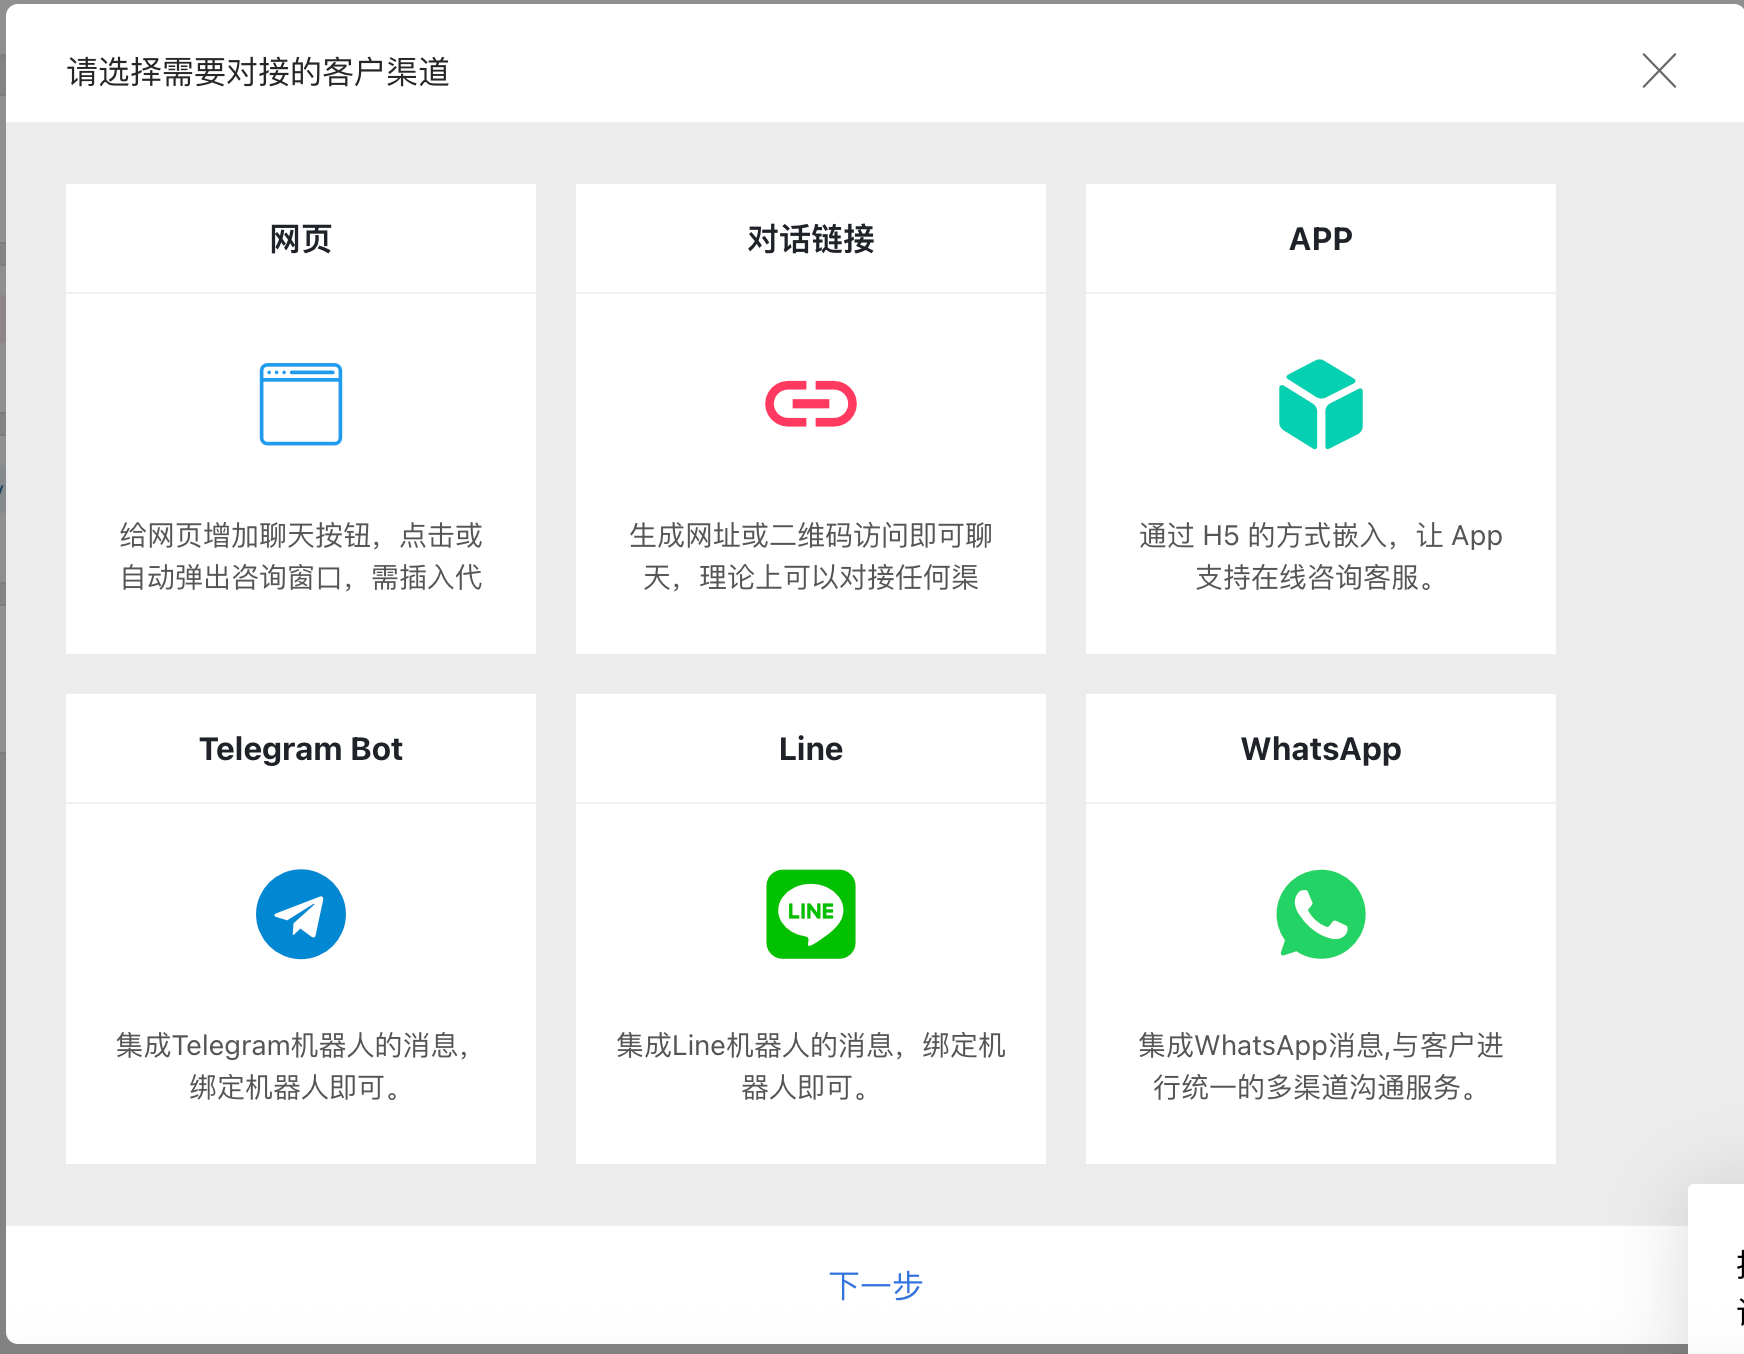 请选择需要对接的客户渠道
网页
对话链接
APP
给网页增加聊天按钮，点击或
自动弹出咨询窗口，需插入代
生成网址或二维码访问即可聊
天，理论上可以对接任何渠
通过 H5 的方式嵌入，让 App
支持在线咨询客服。
Telegram Bot
Line
WhatsApp
LINE
集成Telegram机器人的消息，
绑定机器人即可。
集成Line机器人的消息，绑定机
器人即可。
集成WhatsApp消息,与客户进
行统一的多渠道沟通服务。
下一步